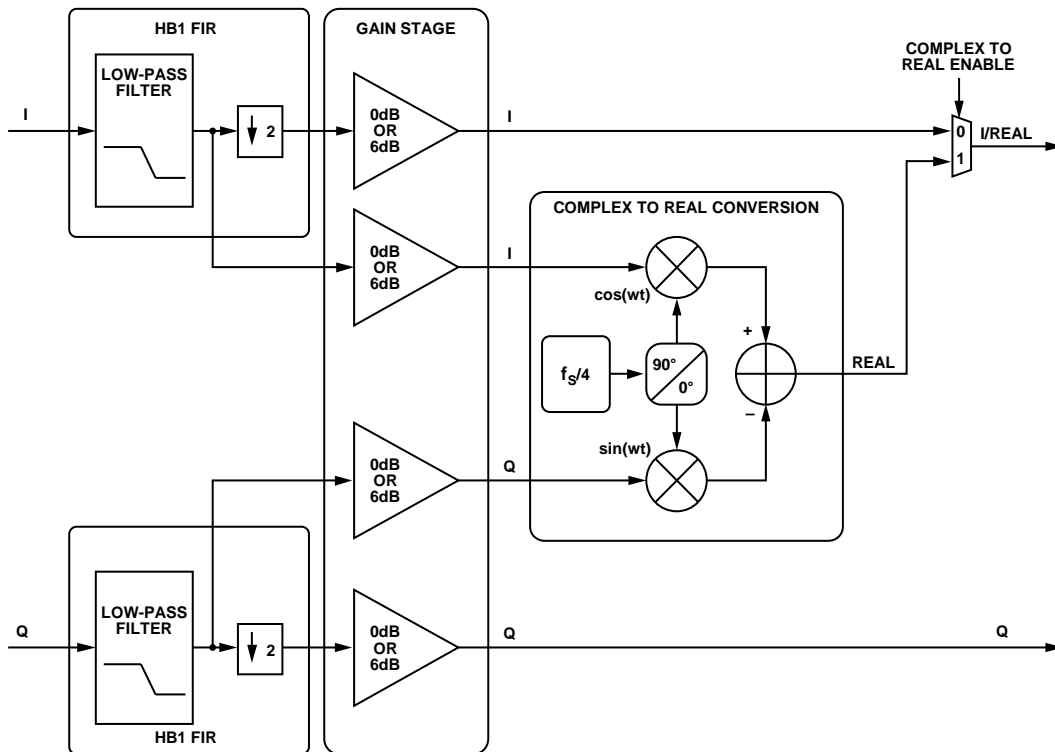 HB1 FIR
GAIN STAGE
COMPLEX TO
REAL ENABLE
LOW-PASS
FILTER
I
2
0dB
OR
6dB
I
0
1
I/REAL
COMPLEX TO REAL CONVERSION
0dB
OR
6dB
I
cos(wt)
+
fS/4
90°
0°
REAL
–
sin(wt)
0dB
OR
6dB
Q
LOW-PASS
FILTER
Q
2
0dB
OR
6dB
Q
Q
HB1 FIR